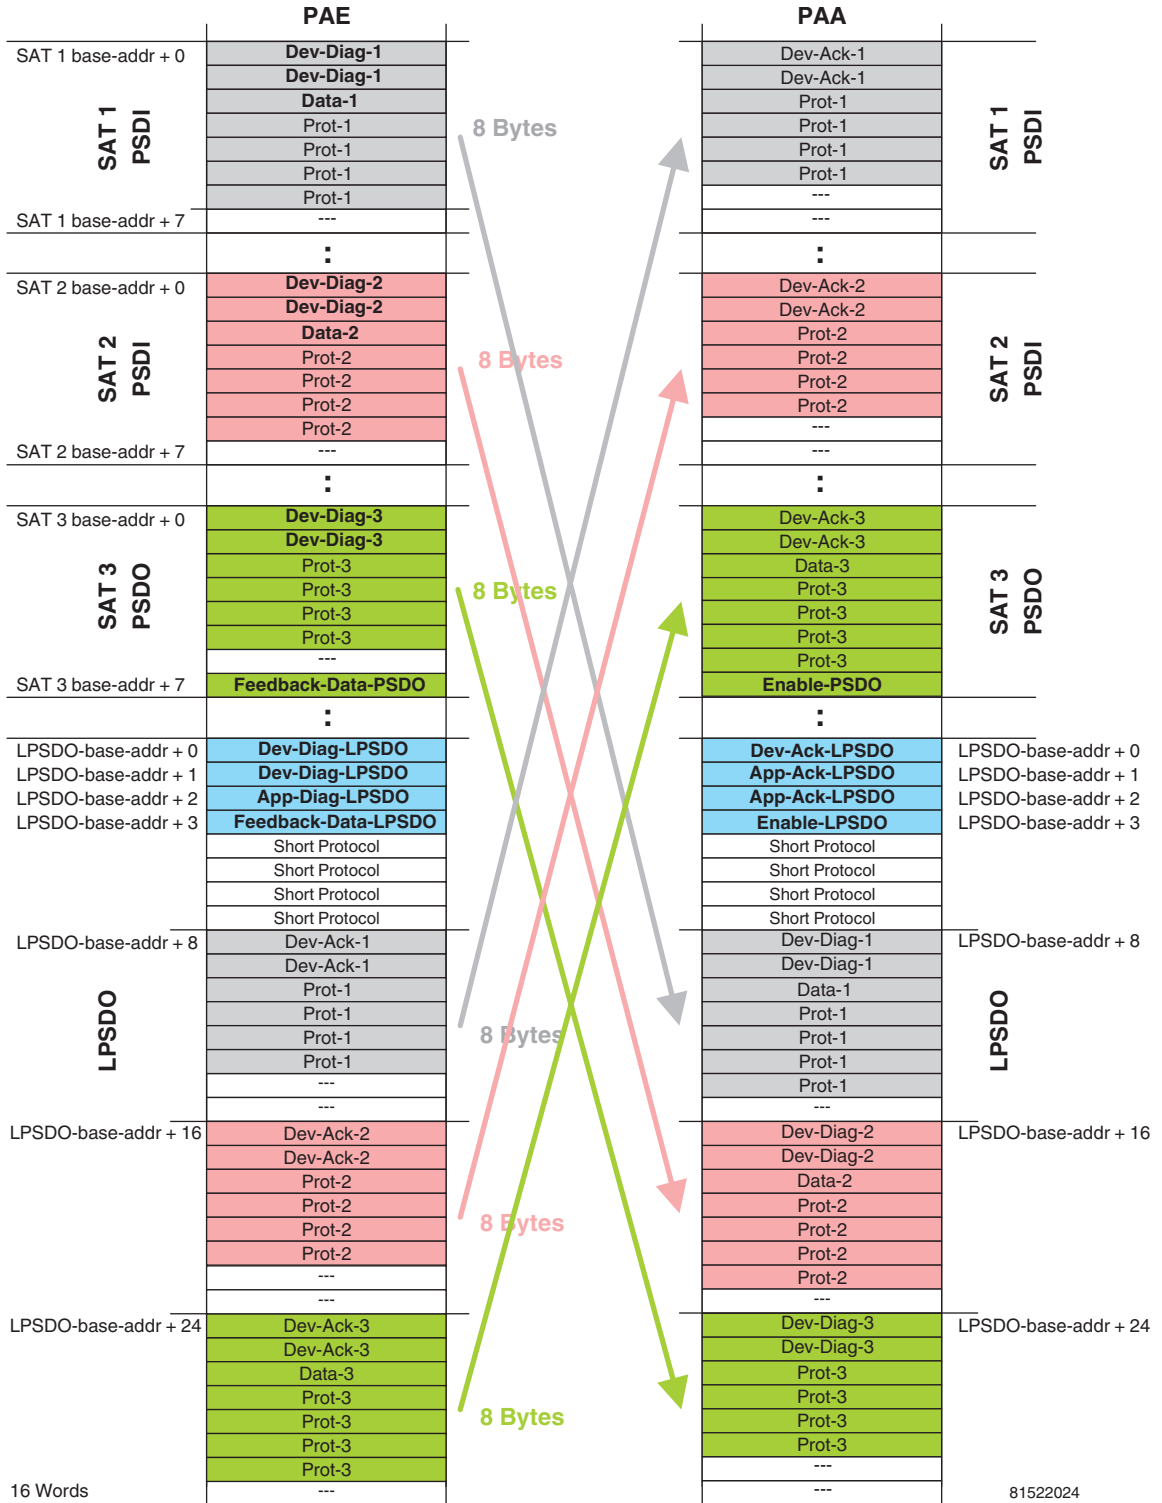 PAE PAA
SAT 1 base-addr + 0 Dev-Diag-1 Dev-Ack-1
Dev-Diag-1 Dev-Ack-1
Data-1 Prot-1
Prot-1 8 Bytes Prot-1
SAT 1 PSDI Prot-1 Prot-1 SAT 1 PSDI
Prot-1 Prot-1
Prot-1 ---
SAT 1 base-addr + 7 --- ---
: :
SAT 2 base-addr + 0 Dev-Diag-2 Dev-Ack-2
Dev-Diag-2 Dev-Ack-2
Data-2 Prot-2
Prot-2 8 Bytes Prot-2
SAT 2 PSDI Prot-2 Prot-2 SAT 2 PSDI
Prot-2 Prot-2
Prot-2 ---
SAT 2 base-addr + 7 --- ---
: :
SAT 3 base-addr + 0 Dev-Diag-3 Dev-Ack-3
Dev-Diag-3 Dev-Ack-3
Prot-3 Data-3
Prot-3 8 Bytes Prot-3
SAT 3 PSDO Prot-3 Prot-3 SAT 3 PSDO
Prot-3 Prot-3
--- Prot-3
SAT 3 base-addr + 7 Feedback-Data-PSDO Enable-PSDO
: :
LPSDO-base-addr + 0 Dev-Diag-LPSDO Dev-Ack-LPSDO LPSDO-base-addr + 0
LPSDO-base-addr + 1 Dev-Diag-LPSDO App-Ack-LPSDO LPSDO-base-addr + 1
LPSDO-base-addr + 2 App-Diag-LPSDO App-Ack-LPSDO LPSDO-base-addr + 2
LPSDO-base-addr + 3 Feedback-Data-LPSDO Enable-LPSDO LPSDO-base-addr + 3
Short Protocol Short Protocol
Short Protocol Short Protocol
Short Protocol Short Protocol
Short Protocol Short Protocol
LPSDO-base-addr + 8 Dev-Ack-1 Dev-Diag-1 LPSDO-base-addr + 8
Dev-Ack-1 Dev-Diag-1
Prot-1 Data-1
Prot-1 Prot-1
LPSDO Prot-1 8 Bytes Prot-1 LPSDO
Prot-1 Prot-1
--- Prot-1
--- ---
LPSDO-base-addr + 16 Dev-Ack-2 Dev-Diag-2 LPSDO-base-addr + 16
Dev-Ack-2 Dev-Diag-2
Prot-2 Data-2
Prot-2 Prot-2
Prot-2 8 Bytes Prot-2
Prot-2 Prot-2
--- Prot-2
--- ---
LPSDO-base-addr + 24 Dev-Ack-3 Dev-Diag-3 LPSDO-base-addr + 24
Dev-Ack-3 Dev-Diag-3
Data-3 Prot-3
Prot-3 Prot-3
Prot-3 8 Bytes Prot-3
Prot-3 Prot-3
Prot-3 ---
16 Words --- --- 81522024